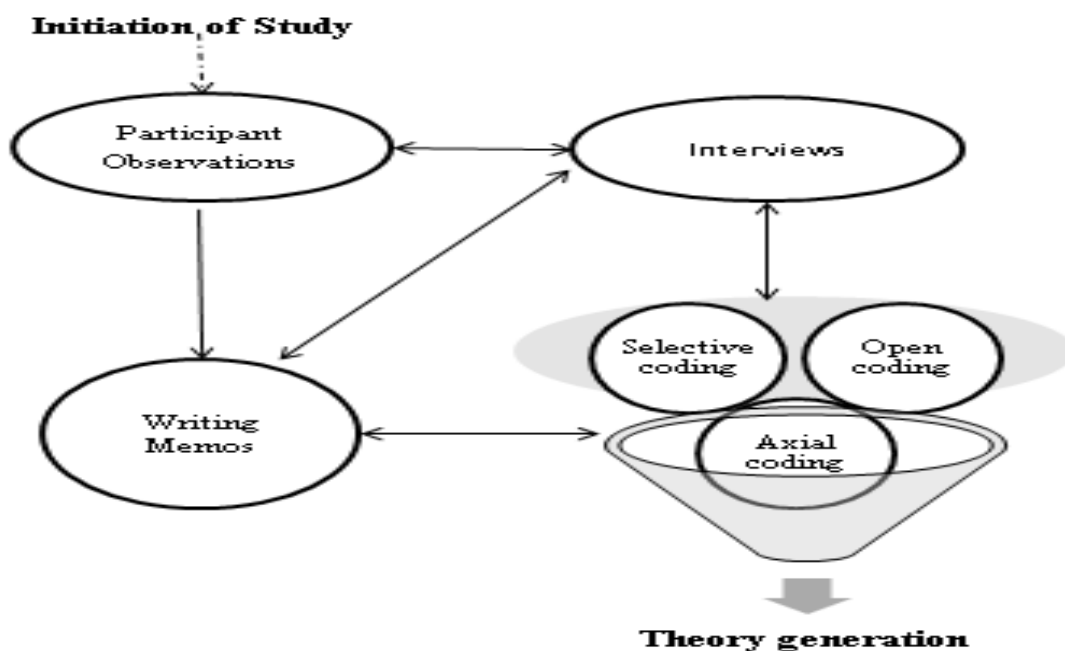 Initiation of Study
Participant
Observations
Interviews
Selective
coding
Open
coding
Writing
Memos
Axial
coding
Theory generation